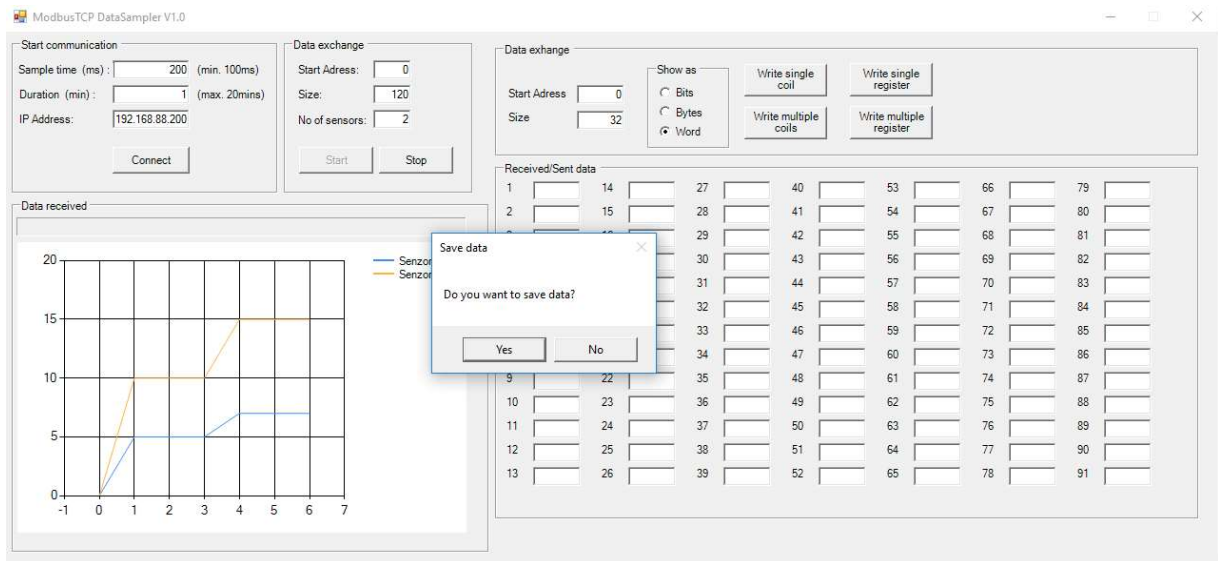 ModbusTCP DataSampler V1.0
Start communication
Sample time (ms) : 200 (min. 100ms)
Duration (min) : 1 (max. 20mins)
IP Address: 192.168.88.200
Connect
Data exchange
Start Adress: 0
Size: 120
No of sensors: 2
Start Stop
Data exhange
Start Adress 0
Size 32
Show as
Bits
Bytes
Word
Write single coil
Write single register
Write multiple coils
Write multiple register
Data received
Senzor
Senzor
20
15
10
5
0
-1 0 1 2 3 4 5 6 7
Save data
Do you want to save data?
Yes No
Received/Sent data
1 14 27 40 53 66 79
2 15 28 41 54 67 80
29 42 55 68 81
30 43 56 69 82
31 44 57 70 83
32 45 58 71 84
33 46 59 72 85
34 47 60 73 86
9 22 35 48 61 74 87
10 23 36 49 62 75 88
11 24 37 50 63 76 89
12 25 38 51 64 77 90
13 26 39 52 65 78 91